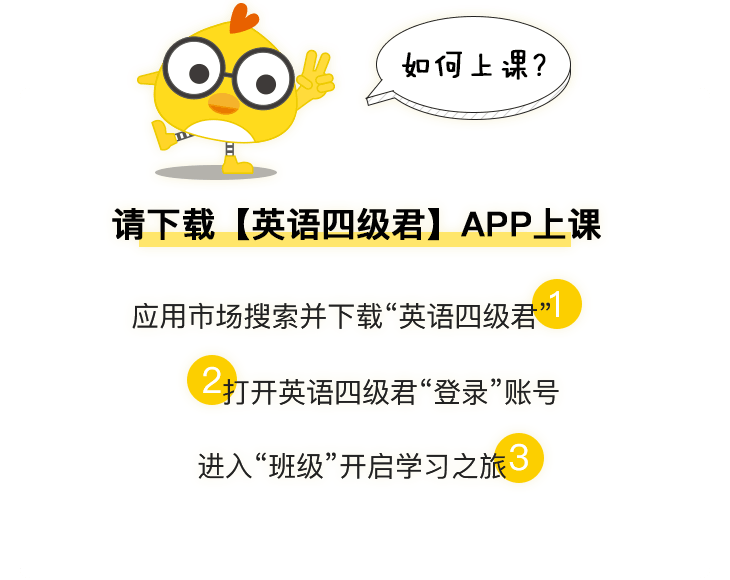 如何上课?
请下载【英语四级君】APP上课
应用市场搜索并下载“英语四级君”1
2打开英语四级君“登录”账号
进入“班级”开启学习之旅3